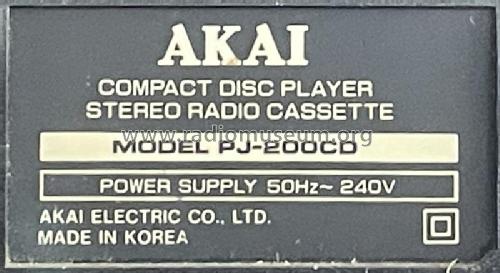 AKAI
COMPACT DISC PLAYER
STEREO RADIO CASSETTE
© www.radiomuseum.org
MODEL PJ-200CD
POWER SUPPLY 50Hz~ 240V
AKAI ELECTRIC CO., LTD.
MADE IN KOREA